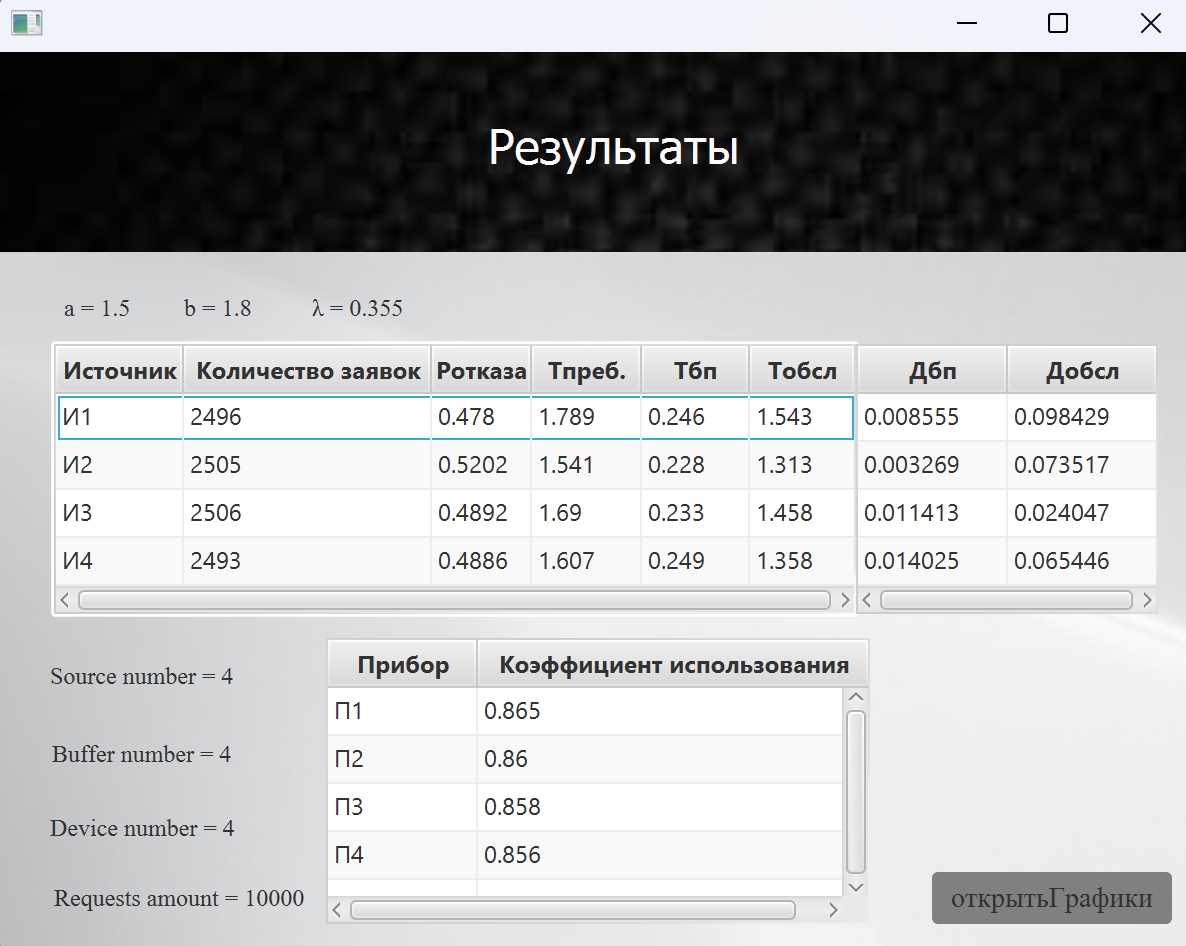 Результаты
a = 1.5 b = 1.8 λ = 0.355
Источник Количество заявок Pотказа Тпреб. Тбп Тобсл Дбп Добсл
И1 2496 0.478 1.789 0.246 1.543 0.008555 0.098429
И2 2505 0.5202 1.541 0.228 1.313 0.003269 0.073517
И3 2506 0.4892 1.69 0.233 1.458 0.011413 0.024047
И4 2493 0.4886 1.607 0.249 1.358 0.014025 0.065446
Source number = 4
Buffer number = 4
Device number = 4
Requests amount = 10000
Прибор Коэффициент использования
П1 0.865
П2 0.86
П3 0.858
П4 0.856
открытьГрафики